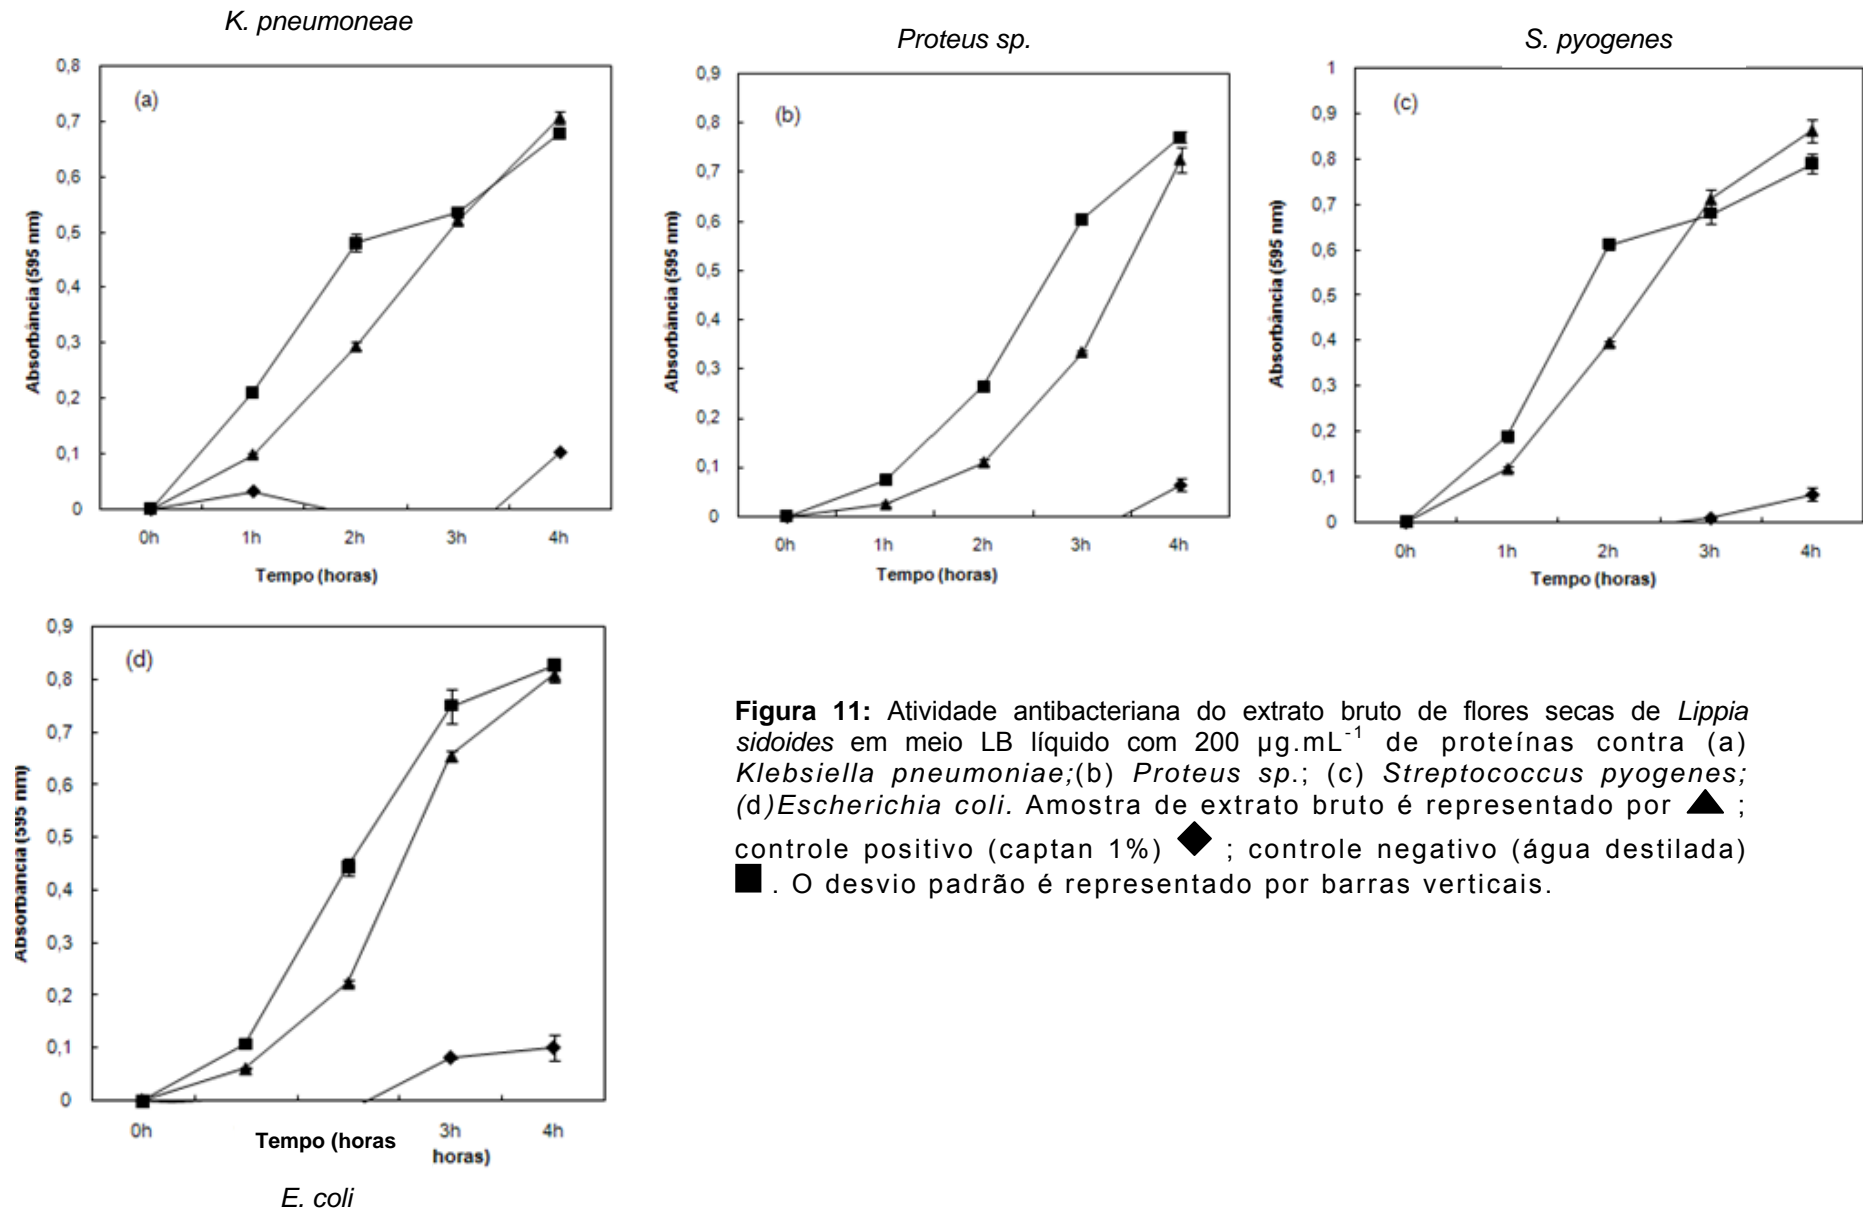 K. pneumoneae
Proteus sp.
S. pyogenes
(a)
0,8
0,7
0,6
0,5
0,4
0,3
0,2
0,1
0
Absorbância (595 nm)
0h 1h 2h 3h 4h
Tempo (horas)
(b)
0,9
0,8
0,7
0,6
0,5
0,4
0,3
0,2
0,1
0
Absorbância (595 nm)
0h 1h 2h 3h 4h
Tempo (horas)
(c)
1
0,9
0,8
0,7
0,6
0,5
0,4
0,3
0,2
0,1
0
Absorbância (595 nm)
0h 1h 2h 3h 4h
Tempo (horas)
(d)
0,9
0,8
0,7
0,6
0,5
0,4
0,3
0,2
0,1
0
Absorbancia (595 nm)
0h 3h 4h
Tempo (horas
horas)
E. coli
Figura 11: Atividade antibacteriana do extrato bruto de flores secas de Lippia
sidoides em meio LB líquido com 200 µg.mL-1 de proteínas contra (a)
Klebsiella pneumoniae;(b) Proteus sp.; (c) Streptococcus pyogenes;
(d)Escherichia coli. Amostra de extrato bruto é representado por ▲ ;
controle positivo (captan 1%) ◆ ; controle negativo (água destilada)
■ . O desvio padrão é representado por barras verticais.